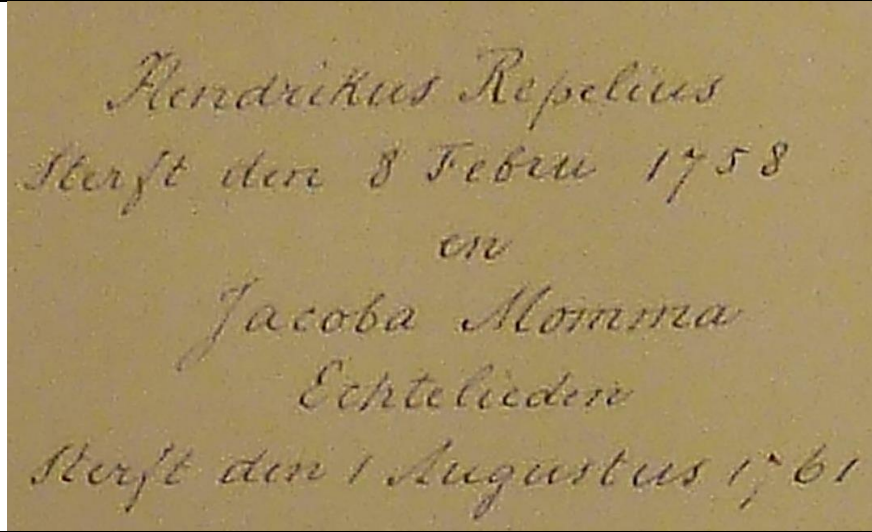 Hendrikus Repelius
Sterft den 8 Febru 1758
en
Jacoba Momma
Echtelieden
Sterft den 1 Augustus 1761